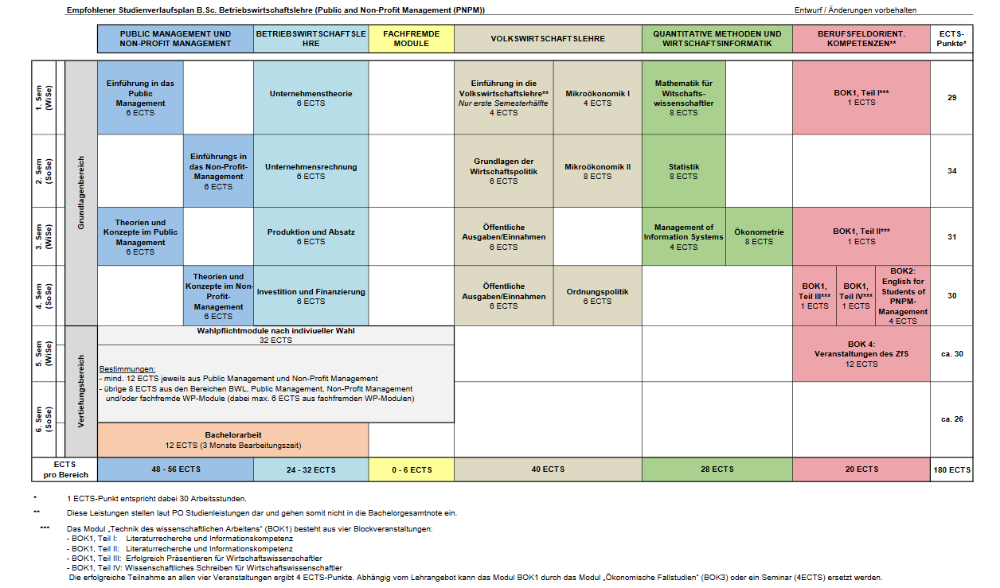 Empfohlener Studienverlaufsplan B.Sc. Betriebswirtschaftslehre (Public and Non-Profit Management (PNPM))
Entwurf / Änderungen vorbehalten
PUBLIC MANAGEMENT UND
NON-PROFIT MANAGEMENT
BETRIEBSWIRTSCHAFTSLE
HRE
FACHFREMDE
MODULE
VOLKSWIRTSCHAFTSLEHRE
QUANTITATIVE METHODEN UND
WIRTSCHAFTSINFORMATIK
BERUFSFELDORIENT.
KOMPETENZEN**
ECTS-
Punkte*
1. Sem
(WiSe)
Grundlagenbereich
Einführung in das
Public
Management
6 ECTS
Unternehmenstheorie
6 ECTS
Einführung in die
Volkswirtschaftslehre**
Nur erste Semesterhälfte
4 ECTS
Mikroökonomik I
4 ECTS
Mathematik für
Witschafts-
wissenschaftler
8 ECTS
BOK1, Teil I***
1 ECTS
29
2. Sem
(SoSe)
Einführungs in
das Non-Profit-
Management
6 ECTS
Unternehmensrechnung
6 ECTS
Grundlagen der
Wirtschaftspolitik
6 ECTS
Mikroökonomik II
8 ECTS
Statistik
8 ECTS
34
3. Sem
(WiSe)
Theorien und
Konzepte im Public
Management
6 ECTS
Produktion und Absatz
6 ECTS
Öffentliche
Ausgaben/Einnahmen
6 ECTS
Management of
Information Systems
4 ECTS
Ökonometrie
8 ECTS
BOK1, Teil II***
1 ECTS
31
4. Sem
(SoSe)
Theorien und
Konzepte im Non-
Profit-
Management
6 ECTS
Investition und Finanzierung
6 ECTS
Öffentliche
Ausgaben/Einnahmen
6 ECTS
Ordnungspolitik
6 ECTS
BOK1,
Teil III***
1 ECTS
BOK1,
Teil IV***
1 ECTS
BOK2:
English for
Students of
PNPM-
Management
4 ECTS
30
5. Sem
(WiSe)
Vertiefungsbereich
Wahlpflichtmodule nach indiviueller Wahl
32 ECTS
Bestimmungen:
- mind. 12 ECTS jeweils aus Public Management und Non-Profit Management
- übrige 8 ECTS aus den Bereichen BWL, Public Management, Non-Profit Management
und/oder fachfremde WP-Module (dabei max. 6 ECTS aus fachfremden WP-Modulen)
BOK 4:
Veranstaltungen des ZfS
12 ECTS
ca. 30
6. Sem
(SoSe)
Bachelorarbeit
12 ECTS (3 Monate Bearbeitungszeit)
ca. 26
ECTS
pro Bereich
48 - 56 ECTS
24 - 32 ECTS
0 - 6 ECTS
40 ECTS
28 ECTS
20 ECTS
180 ECTS
* 1 ECTS-Punkt entspricht dabei 30 Arbeitsstunden.
** Diese Leistungen stellen laut PO Studienleistungen dar und gehen somit nicht in die Bachelorgesamtnote ein.
*** Das Modul „Technik des wissenschaftlichen Arbeitens“ (BOK1) besteht aus vier Blockveranstaltungen:
- BOK1, Teil I: Literaturrecherche und Informationskompetenz
- BOK1, Teil II: Literaturrecherche und Informationskompetenz
- BOK1, Teil III: Erfolgreich Präsentieren für Wirtschaftswissenschaftler
- BOK1, Teil IV: Wissenschaftliches Schreiben für Wirtschaftswissenschaftler
Die erfolgreiche Teilnahme an allen vier Veranstaltungen ergibt 4 ECTS-Punkte. Abhängig vom Lehrangebot kann das Modul BOK1 durch das Modul „Ökonomische Fallstudien“ (BOK3) oder ein Seminar (4ECTS) ersetzt werden.